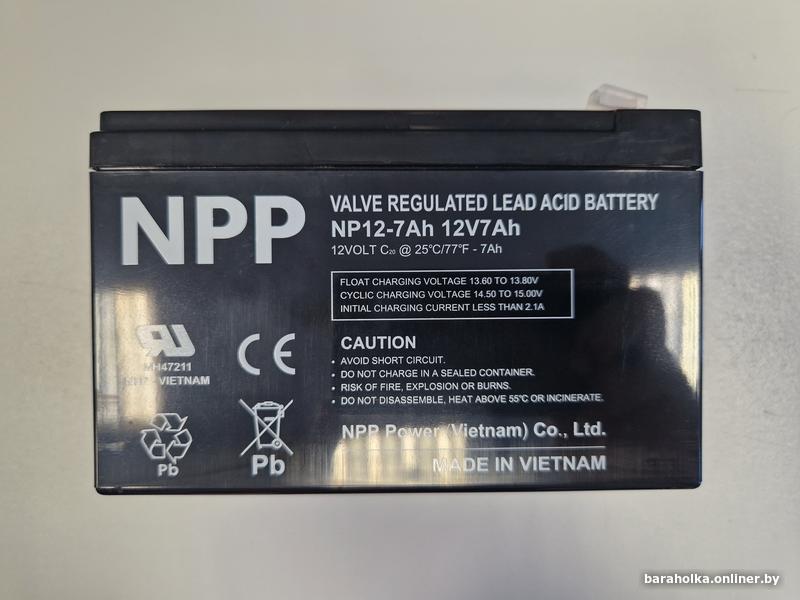 NPP
VALVE REGULATED LEAD ACID BATTERY
NP12-7Ah 12V7Ah
12VOLT C₂₀ @ 25°C/77°F - 7Ah
FLOAT CHARGING VOLTAGE 13.60 TO 13.80V
CYCLIC CHARGING VOLTAGE 14.50 TO 15.00V
INITIAL CHARGING CURRENT LESS THAN 2.1A
CAUTION
• AVOID SHORT CIRCUIT.
• DO NOT CHARGE IN A SEALED CONTAINER.
• RISK OF FIRE, EXPLOSION OR BURNS.
• DO NOT DISASSEMBLE, HEAT ABOVE 55°C OR INCINERATE.
MH47211
VIETNAM
CE
Pb
Pb
NPP Power (Vietnam) Co., Ltd.
MADE IN VIETNAM
baraholka.onliner.by